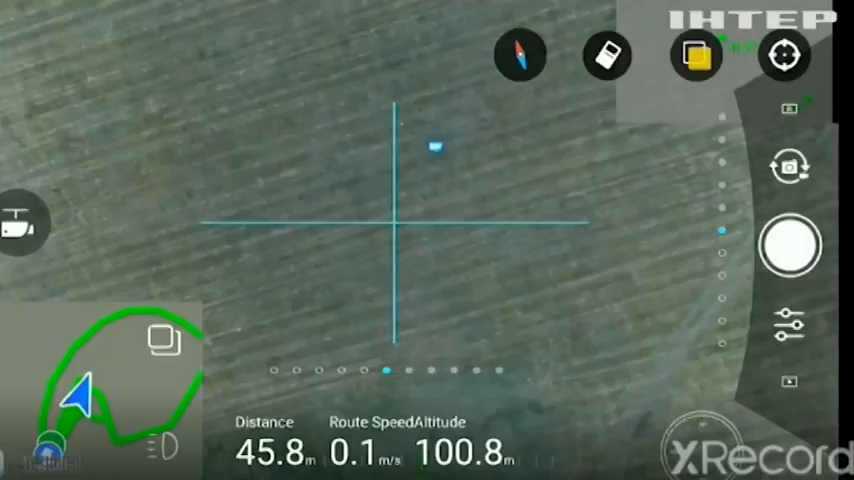 ІНТЕР
Distance
Route Speed
Altitude
45.8m
0.1m/s
100.8m
XRecord